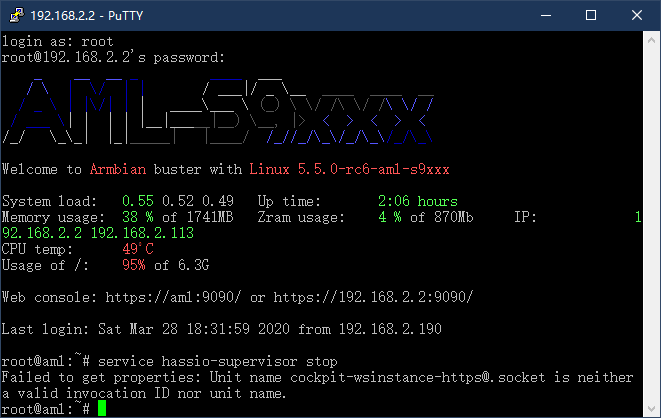 192.168.2.2 - PuTTY
login as: root
root@192.168.2.2's password:
AML-S9xxx
Welcome to Armbian buster with Linux 5.5.0-rc6-aml-s9xxx
System load:   0.55 0.52 0.49   Up time:       2:06 hours
Memory usage:  38 % of 1741MB   Zram usage:    4 % of 870Mb     IP:            1
92.168.2.2 192.168.2.113
CPU temp:      49°C
Usage of /:    95% of 6.3G
Web console: https://aml:9090/ or https://192.168.2.2:9090/
Last login: Sat Mar 28 18:31:59 2020 from 192.168.2.190
root@aml:~# service hassio-supervisor stop
Failed to get properties: Unit name cockpit-wsinstance-https@.socket is neither
a valid invocation ID nor unit name.
root@aml:~#